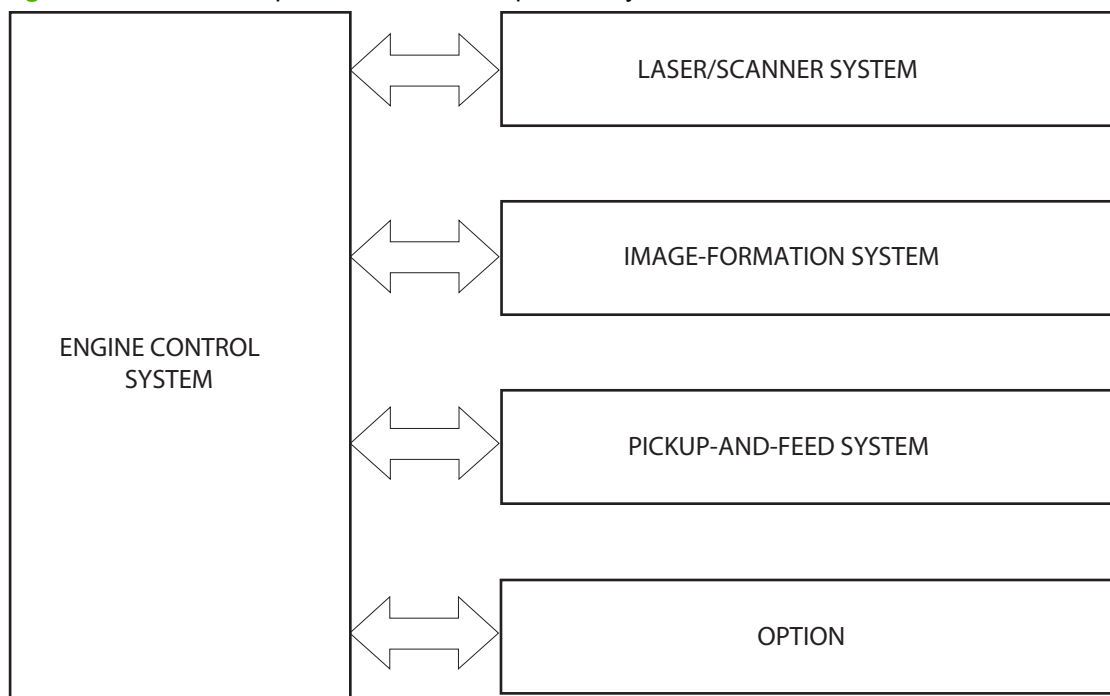 LASER/SCANNER SYSTEM
IMAGE-FORMATION SYSTEM
ENGINE CONTROL
SYSTEM
PICKUP-AND-FEED SYSTEM
OPTION